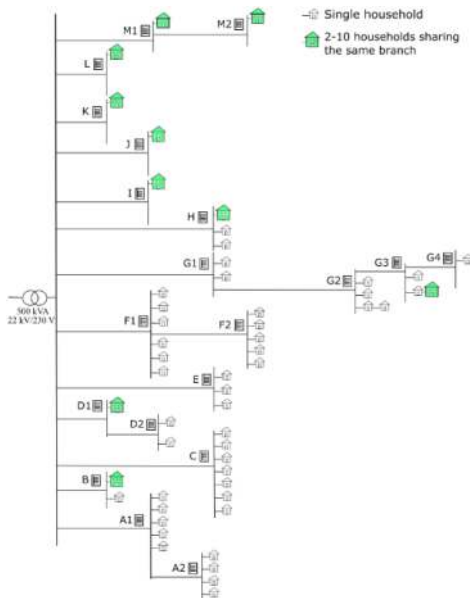 M1
M2
Single household
2-10 households sharing
the same branch
L
K
J
I
H
G1
G2
G3
G4
500 kVA
22 kV/230 V
F1
F2
E
D1
D2
C
B
A1
A2